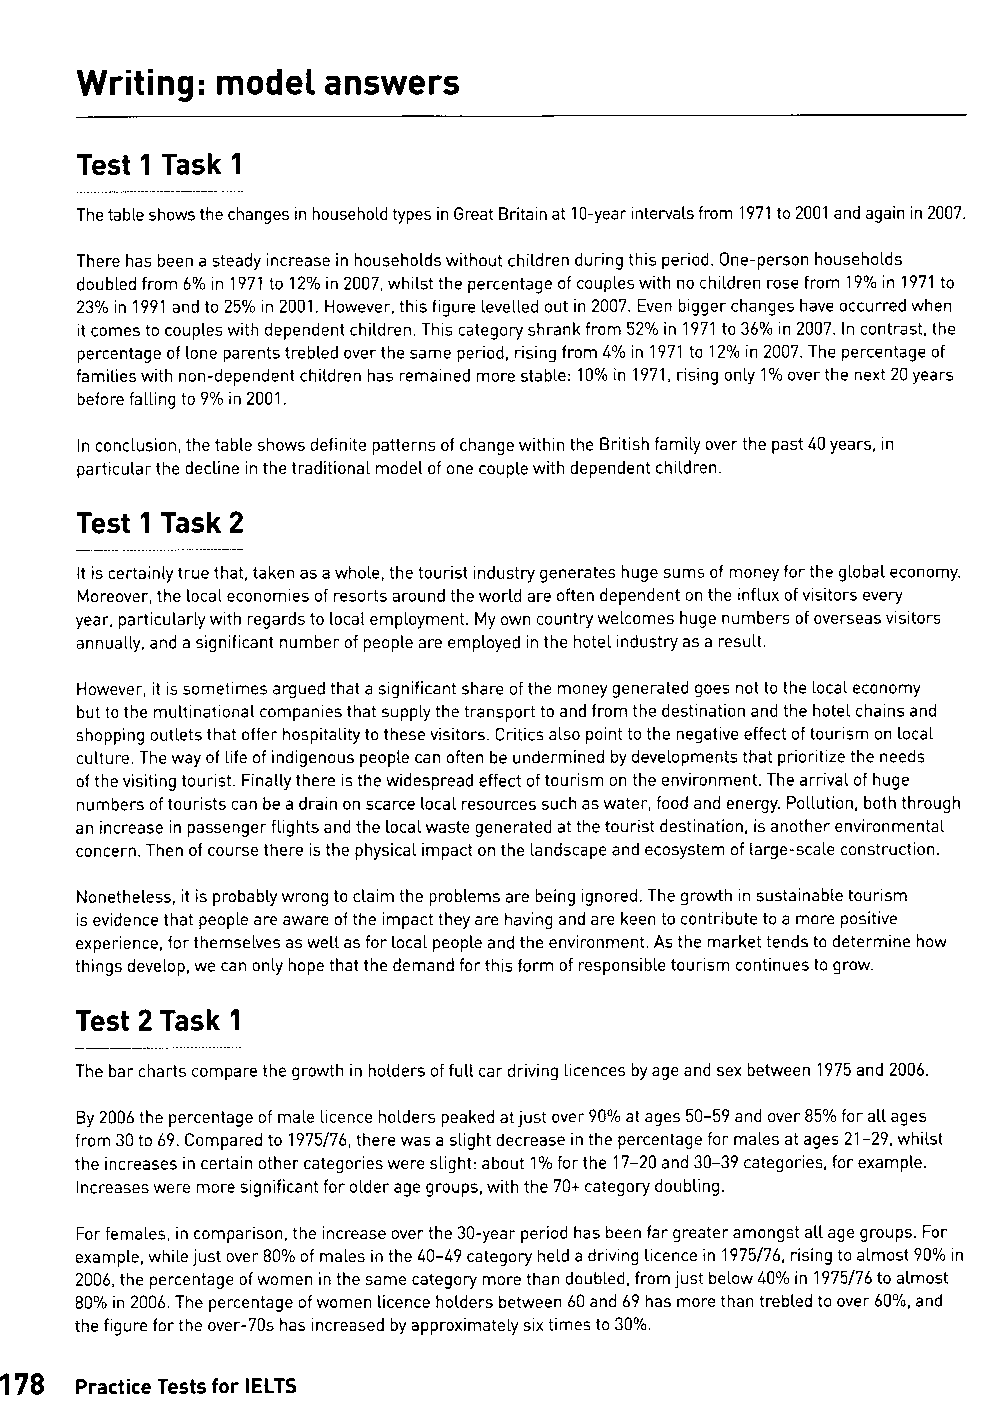 Writing: model answers
Test 1 Task 1
The table shows the changes in household types in Great Britain at 10-year intervals from 1971 to 2001 and again in 2007.
There has been a steady increase in households without children during this period. One-person households
doubled from 6% in 1971 to 12% in 2007, whilst the percentage of couples with no children rose from 19% in 1971 to
23% in 1991 and to 25% in 2001. However, this figure levelled out in 2007. Even bigger changes have occurred when
it comes to couples with dependent children. This category shrank from 52% in 1971 to 36% in 2007. In contrast, the
percentage of lone parents trebled over the same period, rising from 4% in 1971 to 12% in 2007. The percentage of
families with non-dependent children has remained more stable: 10% in 1971, rising only 1% over the next 20 years
before falling to 9% in 2001.
In conclusion, the table shows definite patterns of change within the British family over the past 40 years, in
particular the decline in the traditional model of one couple with dependent children.
Test 1 Task 2
It is certainly true that, taken as a whole, the tourist industry generates huge sums of money for the global economy.
Moreover, the local economies of resorts around the world are often dependent on the influx of visitors every
year, particularly with regards to local employment. My own country welcomes huge numbers of overseas visitors
annually, and a significant number of people are employed in the hotel industry as a result.
However, it is sometimes argued that a significant share of the money generated goes not to the local economy
but to the multinational companies that supply the transport to and from the destination and the hotel chains and
shopping outlets that offer hospitality to these visitors. Critics also point to the negative effect of tourism on local
culture. The way of life of indigenous people can often be undermined by developments that prioritize the needs
of the visiting tourist. Finally there is the widespread effect of tourism on the environment. The arrival of huge
numbers of tourists can be a drain on scarce local resources such as water, food and energy. Pollution, both through
an increase in passenger flights and the local waste generated at the tourist destination, is another environmental
concern. Then of course there is the physical impact on the landscape and ecosystem of large-scale construction.
Nonetheless, it is probably wrong to claim the problems are being ignored. The growth in sustainable tourism
is evidence that people are aware of the impact they are having and are keen to contribute to a more positive
experience, for themselves as well as for local people and the environment. As the market tends to determine how
things develop, we can only hope that the demand for this form of responsible tourism continues to grow.
Test 2 Task 1
The bar charts compare the growth in holders of full car driving licences by age and sex between 1975 and 2006.
By 2006 the percentage of male licence holders peaked at just over 90% at ages 50–59 and over 85% for all ages
from 30 to 69. Compared to 1975/76, there was a slight decrease in the percentage for males at ages 21–29, whilst
the increases in certain other categories were slight: about 1% for the 17–20 and 30–39 categories, for example.
Increases were more significant for older age groups, with the 70+ category doubling.
For females, in comparison, the increase over the 30-year period has been far greater amongst all age groups. For
example, while just over 80% of males in the 40–49 category held a driving licence in 1975/76, rising to almost 90% in
2006, the percentage of women in the same category more than doubled, from just below 40% in 1975/76 to almost
80% in 2006. The percentage of women licence holders between 60 and 69 has more than trebled to over 60%, and
the figure for the over-70s has increased by approximately six times to 30%.
178 Practice Tests for IELTS